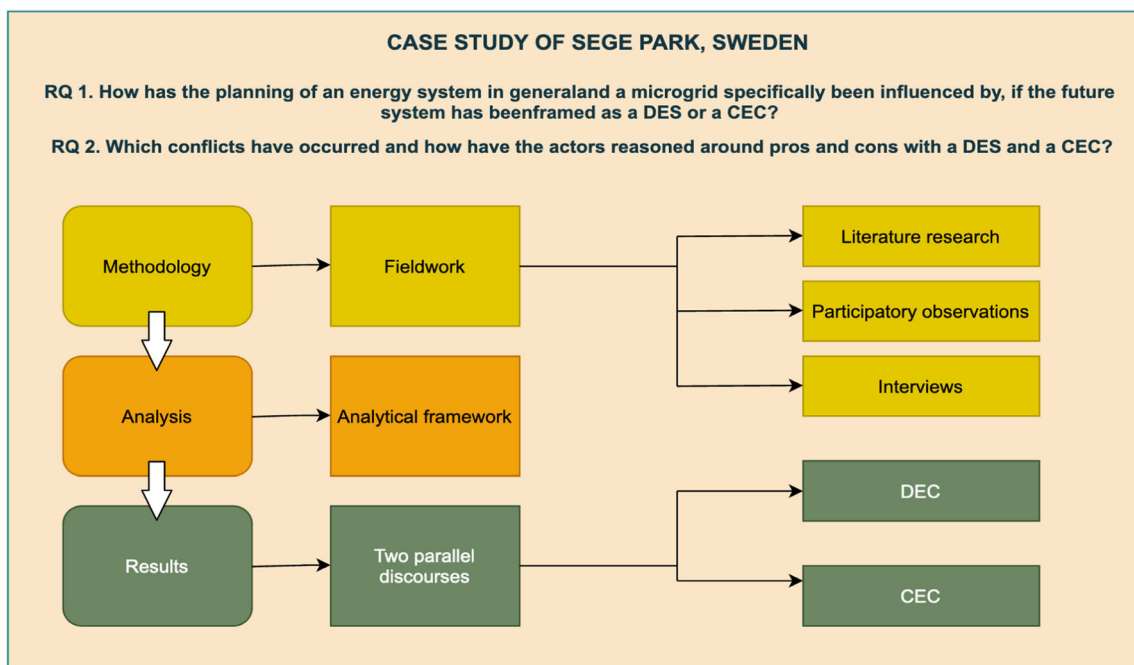 CASE STUDY OF SEGE PARK, SWEDEN
RQ 1. How has the planning of an energy system in generaland a microgrid specifically been influenced by, if the future
system has beenframed as a DES or a CEC?
RQ 2. Which conflicts have occurred and how have the actors reasoned around pros and cons with a DES and a CEC?
Methodology
Fieldwork
Literature research
Participatory observations
Interviews
Analysis
Analytical framework
Results
Two parallel
discourses
DEC
CEC